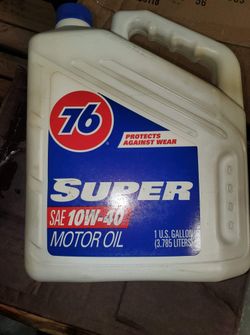 76
PROTECTS
AGAINST WEAR
SUPER
SAE 10W-40
MOTOR OIL
1 U.S. GALLON
(3.785 LITERS)